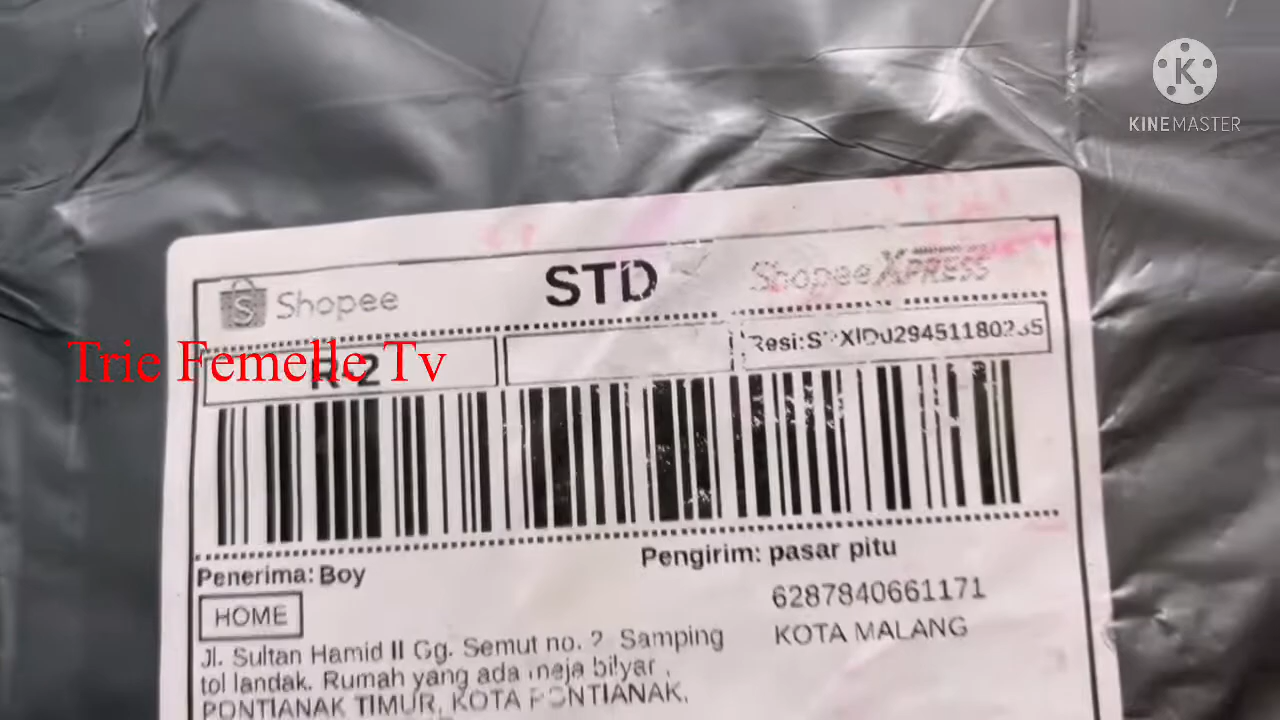 KINEMASTER
Shopee
STD
Shopee XPRESS
Trie Femelle Tv
R-2
Penerima: Boy
Pengirim: pasar pitu
HOME
6287840661171
KOTA MALANG
Jl. Sultan Hamid II Gg. Semut no. 2 Samping
tol landak. Rumah yang ada meja bilyar ,
PONTIANAK TIMUR, KOTA PONTIANAK.